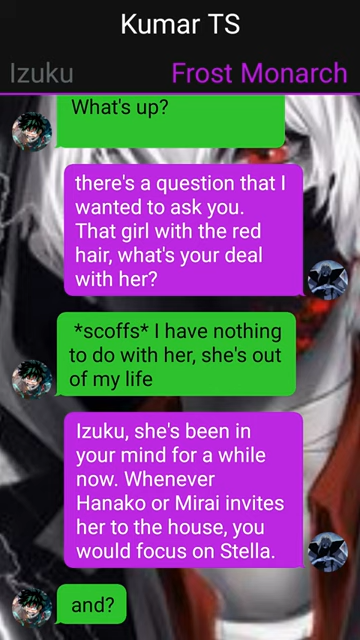 Kumar TS
Izuku
Frost Monarch
What's up?
there's a question that I
wanted to ask you.
That girl with the red
hair, what's your deal
with her?
*scoffs* I have nothing
to do with her, she's out
of my life
Izuku, she's been in
your mind for a while
now. Whenever
Hanako or Mirai invites
her to the house, you
would focus on Stella.
and?